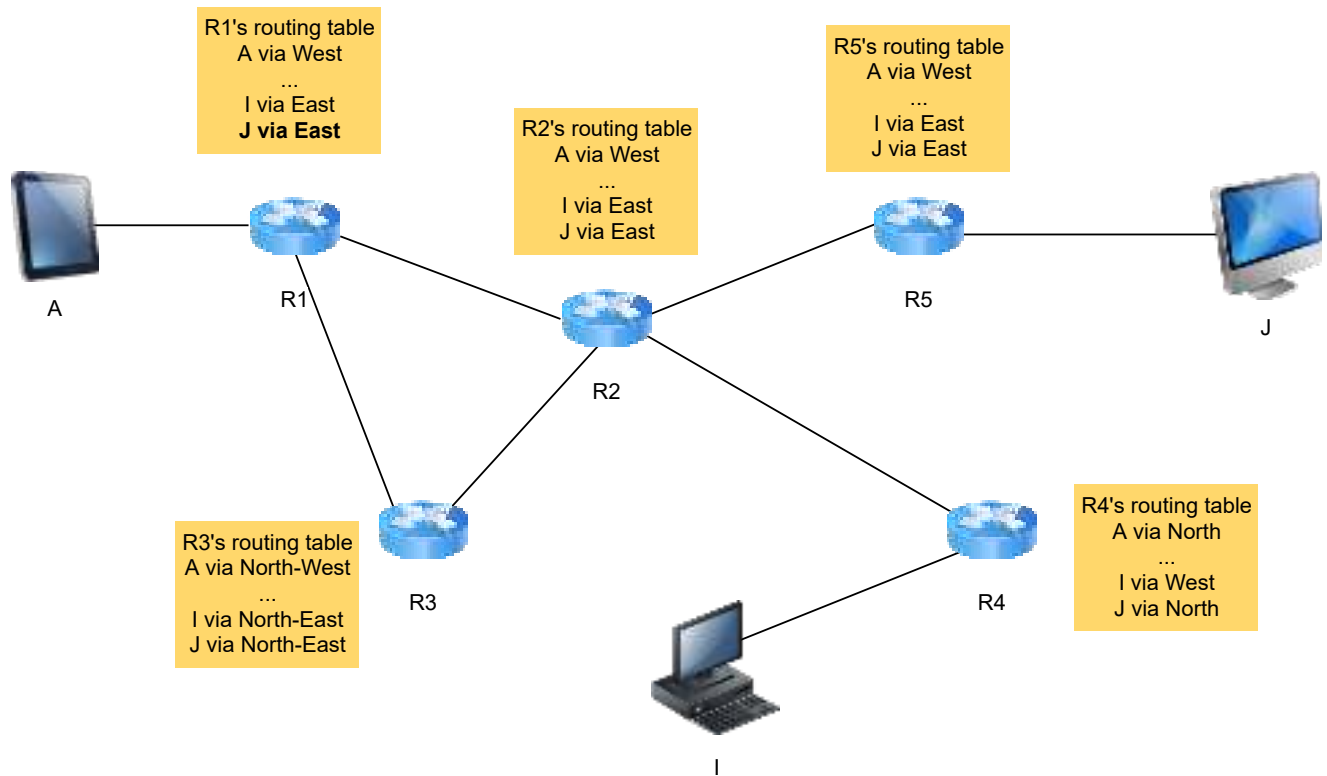 R1's routing table
A via West
...
I via East
J via East
R5's routing table
A via West
...
I via East
J via East
R2's routing table
A via West
...
I via East
J via East
A
R1
R5
J
R2
R3's routing table
A via North-West
...
I via North-East
J via North-East
R3
R4
R4's routing table
A via North
...
I via West
J via North
I